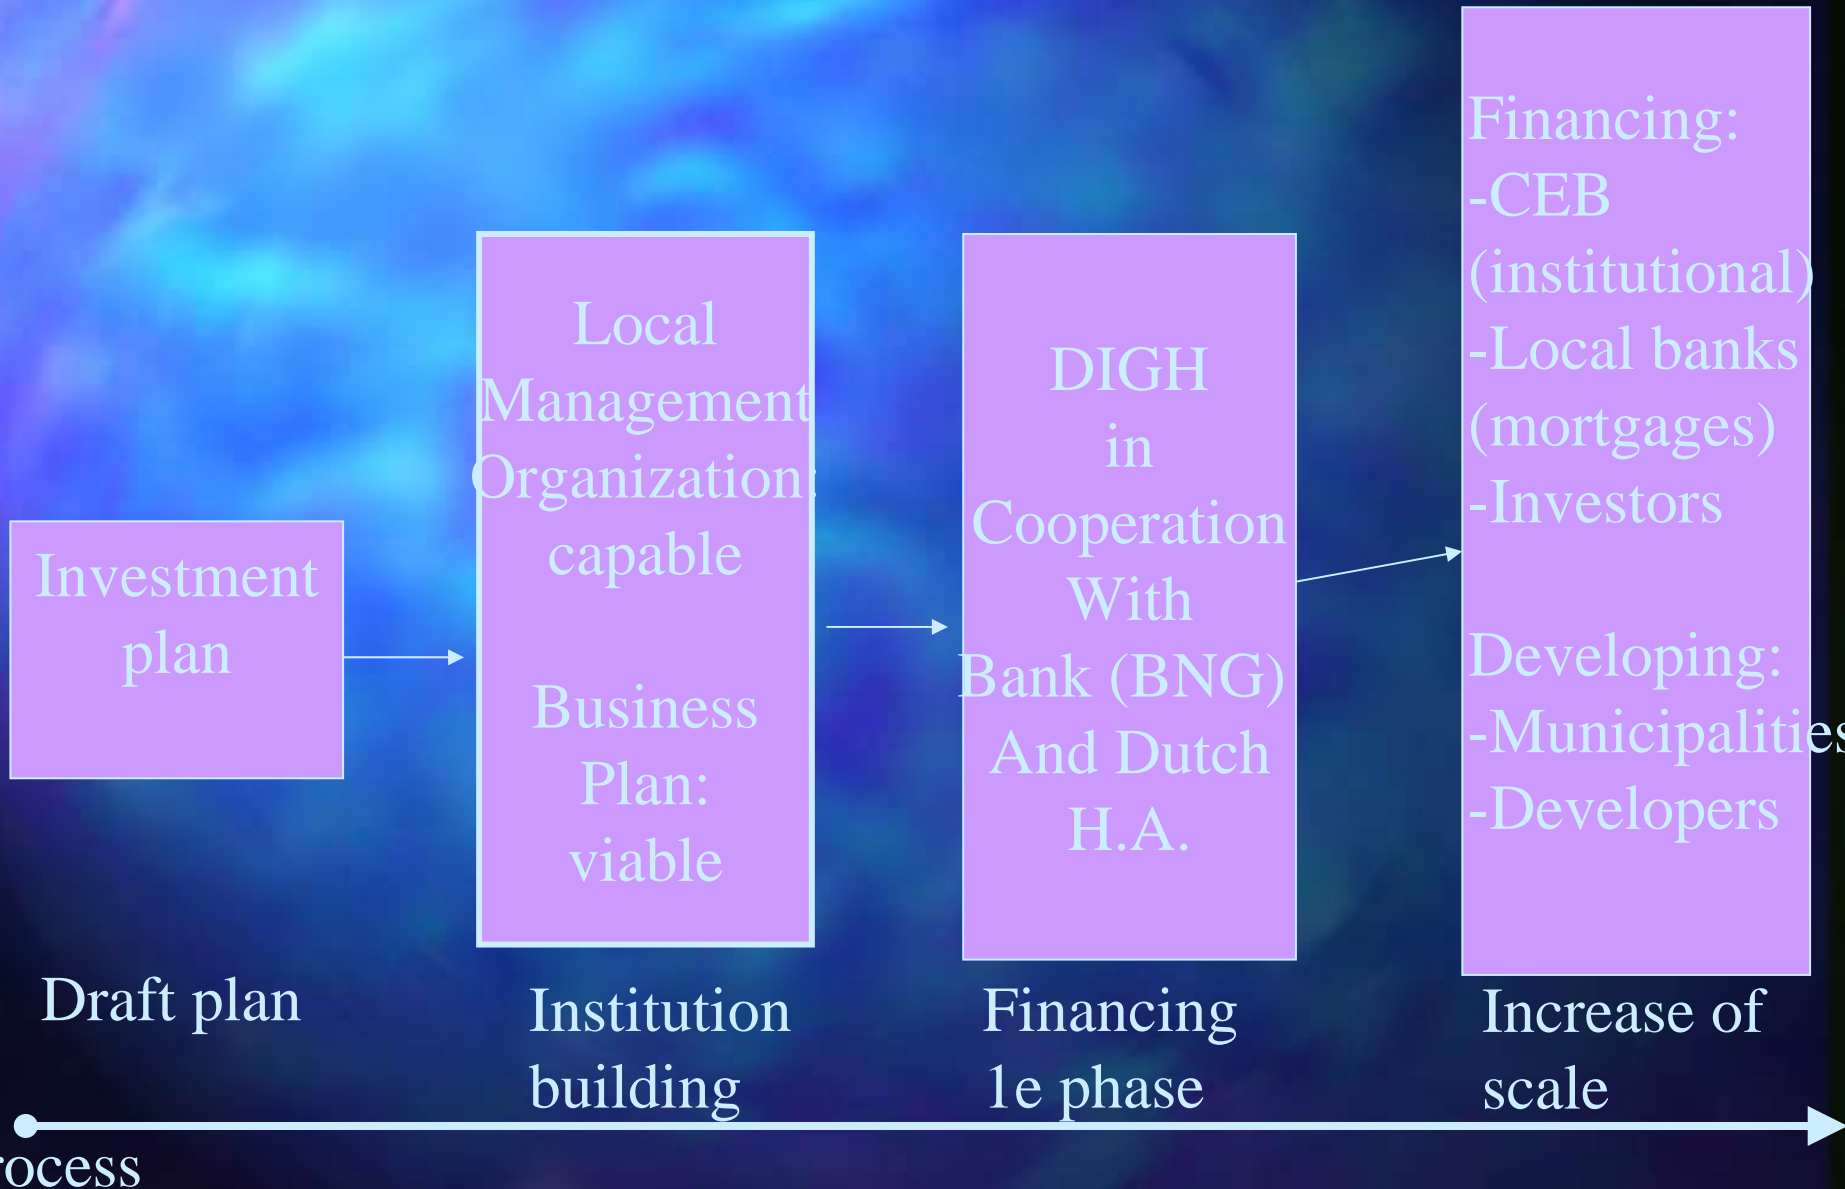 Investment
plan
Local
Management
Organization:
capable
Business
Plan:
viable
DIGH
in
Cooperation
With
Bank (BNG)
And Dutch
H.A.
Financing:
-CEB
(institutional)
-Local banks
(mortgages)
-Investors
Developing:
-Municipalities
-Developers
Draft plan
Institution
building
Financing
1e phase
Increase of
scale
rocess